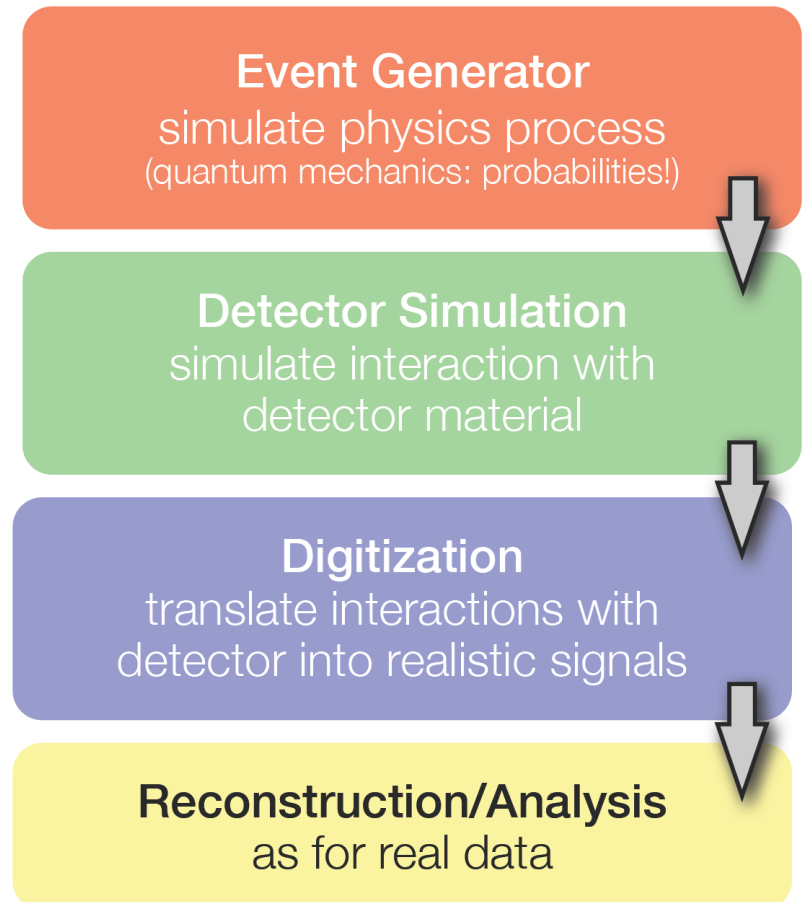 Event Generator
simulate physics process
(quantum mechanics: probabilities!)
Detector Simulation
simulate interaction with
detector material
Digitization
translate interactions with
detector into realistic signals
Reconstruction/Analysis
as for real data